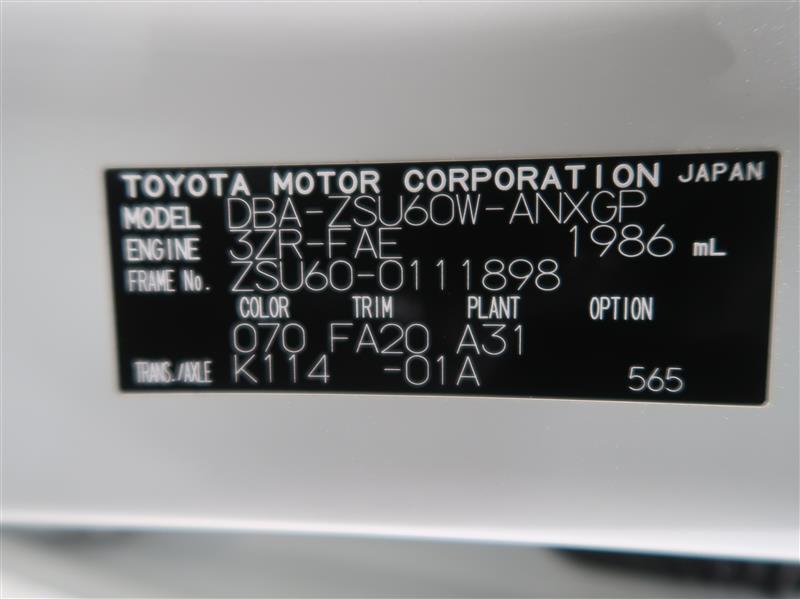 TOYOTA MOTOR CORPORATION JAPAN
MODEL DBA-ZSU60W-ANXGP
ENGINE 3ZR-FAE 1986 mL
FRAME No. ZSU60-0111898
COLOR TRIM PLANT OPTION
070 FA20 A31
TRANS./AXLE K114 -01A 565